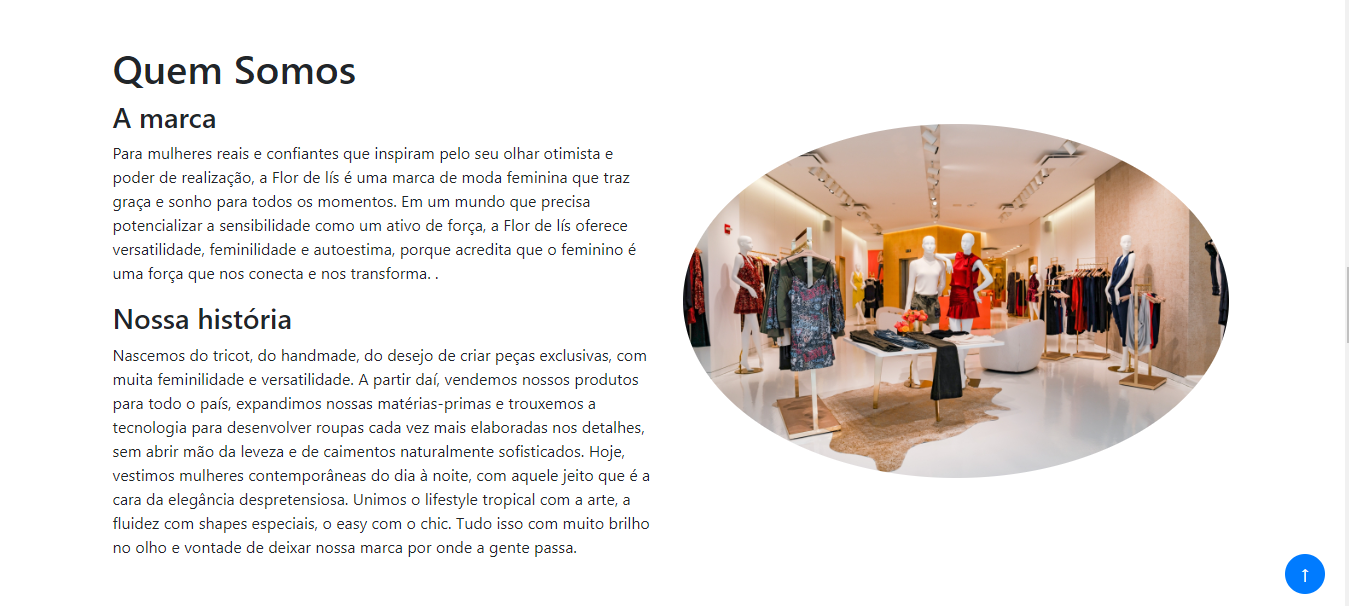 Quem Somos
A marca
Para mulheres reais e confiantes que inspiram pelo seu olhar otimista e
poder de realização, a Flor de lís é uma marca de moda feminina que traz
graça e sonho para todos os momentos. Em um mundo que precisa
potencializar a sensibilidade como um ativo de força, a Flor de lís oferece
versatilidade, feminilidade e autoestima, porque acredita que o feminino é
uma força que nos conecta e nos transforma. .
Nossa história
Nascemos do tricot, do handmade, do desejo de criar peças exclusivas, com
muita feminilidade e versatilidade. A partir daí, vendemos nossos produtos
para todo o país, expandimos nossas matérias-primas e trouxemos a
tecnologia para desenvolver roupas cada vez mais elaboradas nos detalhes,
sem abrir mão da leveza e de caimentos naturalmente sofisticados. Hoje,
vestimos mulheres contemporâneas do dia à noite, com aquele jeito que é a
cara da elegância despretensiosa. Unimos o lifestyle tropical com a arte, a
fluidez com shapes especiais, o easy com o chic. Tudo isso com muito brilho
no olho e vontade de deixar nossa marca por onde a gente passa.
↑